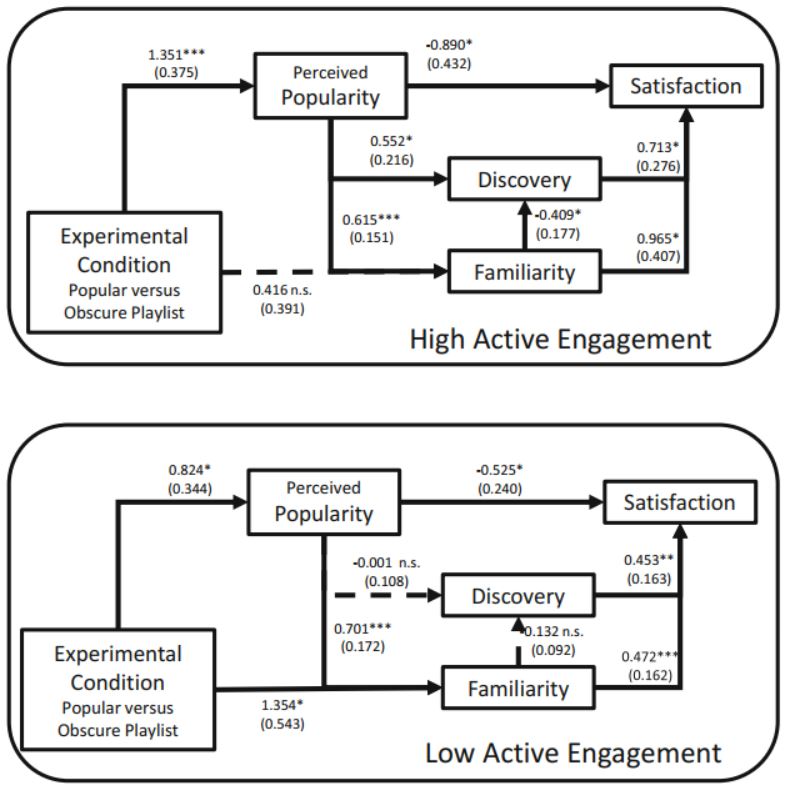 1.351***
(0.375)
Perceived
Popularity
-0.890*
(0.432)
Satisfaction
0.552*
(0.216)
Discovery
0.713*
(0.276)
0.615***
(0.151)
-0.409*
(0.177)
Experimental
Condition
Popular versus
Obscure Playlist
0.416 n.s.
(0.391)
Familiarity
0.965*
(0.407)
High Active Engagement
0.824*
(0.344)
Perceived
Popularity
-0.525*
(0.240)
Satisfaction
-0.001 n.s.
(0.108)
Discovery
0.453**
(0.163)
0.701***
(0.172)
-0.132 n.s.
(0.092)
Experimental
Condition
Popular versus
Obscure Playlist
1.354*
(0.543)
Familiarity
0.472***
(0.162)
Low Active Engagement